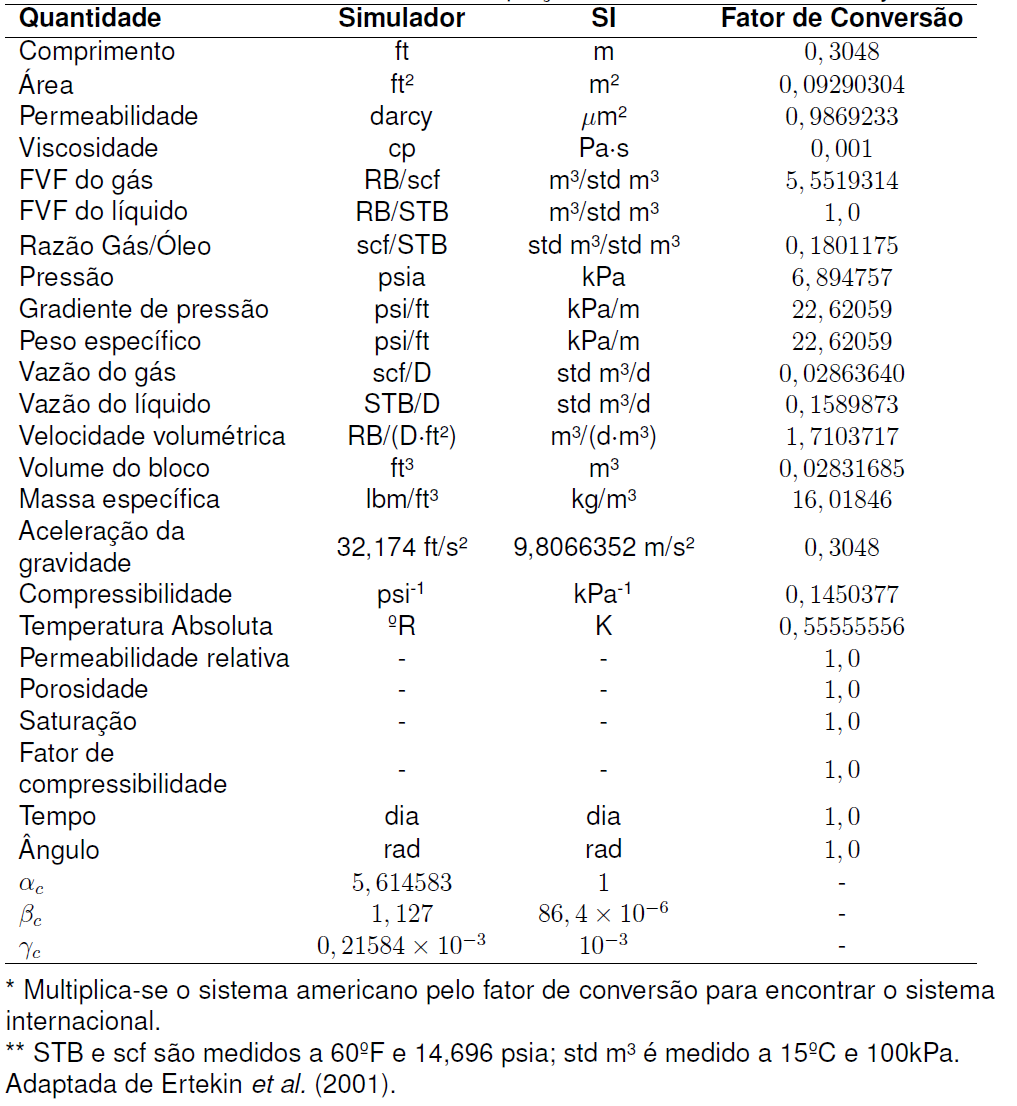 Quantidade Simulador SI Fator de Conversão
Comprimento ft m 0,3048
Área ft² m² 0,09290304
Permeabilidade darcy μm² 0,9869233
Viscosidade cp Pa·s 0,001
FVF do gás RB/scf m³/std m³ 5,5519314
FVF do líquido RB/STB m³/std m³ 1,0
Razão Gás/Óleo scf/STB std m³/std m³ 0,1801175
Pressão psia kPa 6,894757
Gradiente de pressão psi/ft kPa/m 22,62059
Peso específico psi/ft kPa/m 22,62059
Vazão do gás scf/D std m³/d 0,02863640
Vazão do líquido STB/D std m³/d 0,1589873
Velocidade volumétrica RB/(D·ft²) m³/(d·m³) 1,7103717
Volume do bloco ft³ m³ 0,02831685
Massa específica lbm/ft³ kg/m³ 16,01846
Aceleração da
gravidade 32,174 ft/s² 9,8066352 m/s² 0,3048
Compressibilidade psi⁻¹ kPa⁻¹ 0,1450377
Temperatura Absoluta ºR K 0,55555556
Permeabilidade relativa - - 1,0
Porosidade - - 1,0
Saturação - - 1,0
Fator de
compressibilidade - - 1,0
Tempo dia dia 1,0
Ângulo rad rad 1,0
α_c 5,614583 1 -
β_c 1,127 86,4 × 10⁻⁶ -
γ_c 0,21584 × 10⁻³ 10⁻³ -
* Multiplica-se o sistema americano pelo fator de conversão para encontrar o sistema
internacional.
** STB e scf são medidos a 60ºF e 14,696 psia; std m³ é medido a 15ºC e 100kPa.
Adaptada de Ertekin et al. (2001).